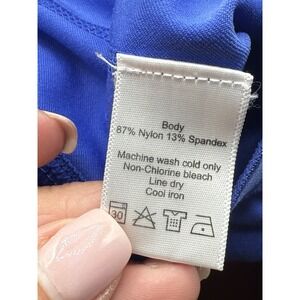 Body
87% Nylon 13% Spandex
Machine wash cold only
Non-Chlorine bleach
Line dry
Cool iron
30